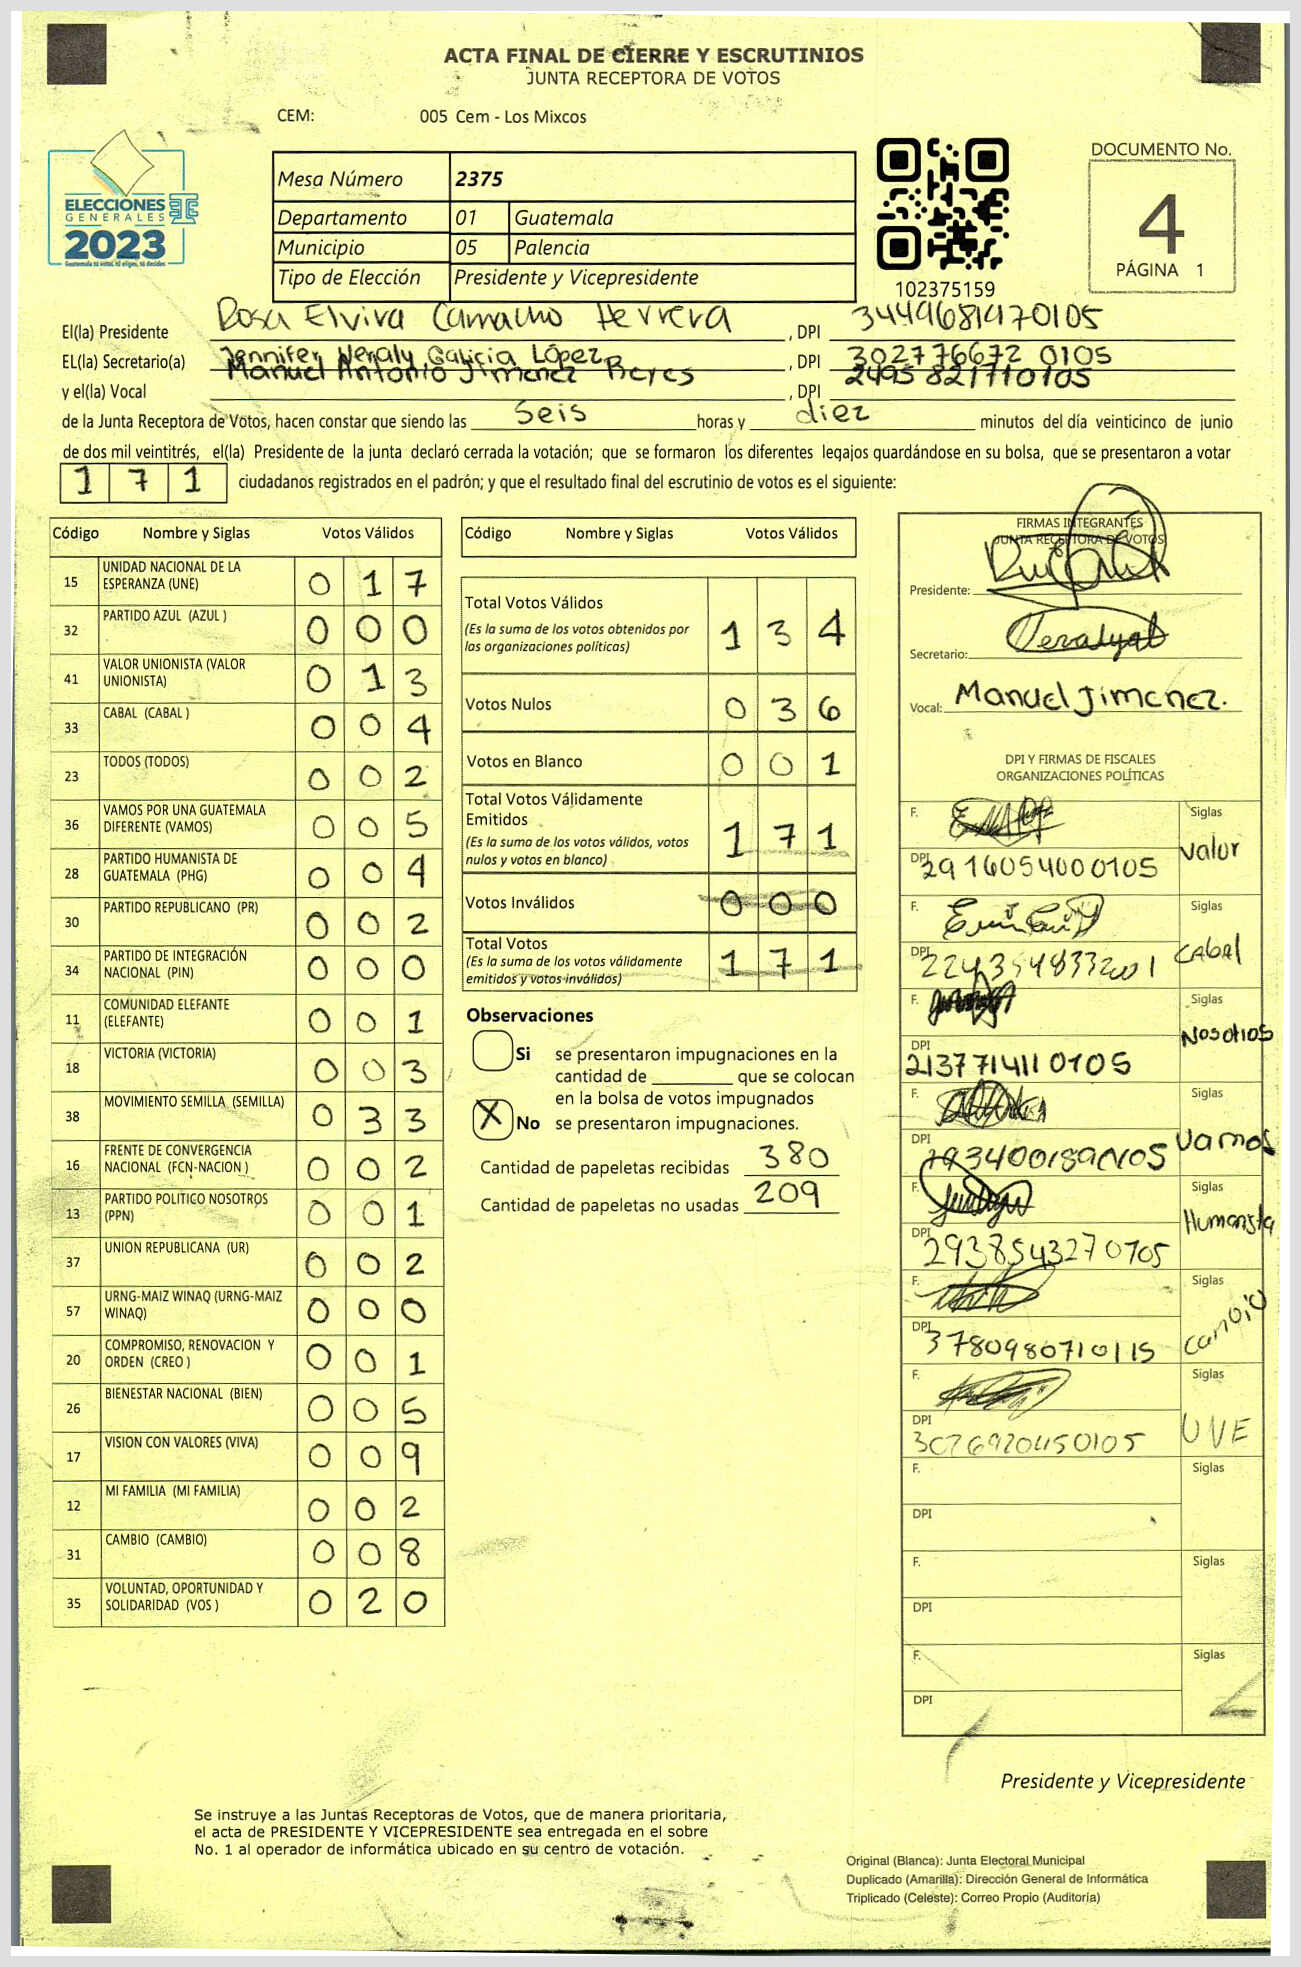 ACTA FINAL DE CIERRE Y ESCRUTINIOS
JUNTA RECEPTORA DE VOTOS
CEM: 005 Cem - Los Mixcos
ELECCIONES
GENERALES
2023
Mesa Número 2375
Departamento 01 Guatemala
Municipio 05 Palencia
Tipo de Elección Presidente y Vicepresidente
102375159
DOCUMENTO No.
4
PÁGINA 1
El(la) Presidente Rosa Elvira Camacho Herrera , DPI 3449681970105
EL(la) Secretario(a) Jennifer Neraly Galicia López , DPI 302776672 0105
y el(la) Vocal Manuel Antonio Jimenez Reyes , DPI 2495821710105
de la Junta Receptora de Votos, hacen constar que siendo las Seis horas y diez minutos del día veinticinco de junio
de dos mil veintitrés, el(la) Presidente de la junta declaró cerrada la votación; que se formaron los diferentes legajos guardándose en su bolsa, que se presentaron a votar
1 7 1 ciudadanos registrados en el padrón; y que el resultado final del escrutinio de votos es el siguiente:
Código Nombre y Siglas Votos Válidos
15 UNIDAD NACIONAL DE LA ESPERANZA (UNE) 0 1 7
32 PARTIDO AZUL (AZUL ) 0 0 0
41 VALOR UNIONISTA (VALOR UNIONISTA) 0 1 3
33 CABAL (CABAL ) 0 0 4
23 TODOS (TODOS) 0 0 2
36 VAMOS POR UNA GUATEMALA DIFERENTE (VAMOS) 0 0 5
28 PARTIDO HUMANISTA DE GUATEMALA (PHG) 0 0 4
30 PARTIDO REPUBLICANO (PR) 0 0 2
34 PARTIDO DE INTEGRACIÓN NACIONAL (PIN) 0 0 0
11 COMUNIDAD ELEFANTE (ELEFANTE) 0 0 1
18 VICTORIA (VICTORIA) 0 0 3
38 MOVIMIENTO SEMILLA (SEMILLA) 0 3 3
16 FRENTE DE CONVERGENCIA NACIONAL (FCN-NACION ) 0 0 2
13 PARTIDO POLITICO NOSOTROS (PPN) 0 0 1
37 UNION REPUBLICANA (UR) 0 0 2
57 URNG-MAIZ WINAQ (URNG-MAIZ WINAQ) 0 0 0
20 COMPROMISO, RENOVACION Y ORDEN (CREO ) 0 0 1
26 BIENESTAR NACIONAL (BIEN) 0 0 5
17 VISION CON VALORES (VIVA) 0 0 9
12 MI FAMILIA (MI FAMILIA) 0 0 2
31 CAMBIO (CAMBIO) 0 0 8
35 VOLUNTAD, OPORTUNIDAD Y SOLIDARIDAD (VOS ) 0 2 0
Código Nombre y Siglas Votos Válidos
Total Votos Válidos 1 3 4
(Es la suma de los votos obtenidos por
las organizaciones políticas)
Votos Nulos 0 3 6
Votos en Blanco 0 0 1
Total Votos Válidamente
Emitidos 1 7 1
(Es la suma de los votos válidos, votos
nulos y votos en blanco)
Votos Inválidos 0 0 0
Total Votos 1 7 1
(Es la suma de los votos válidamente
emitidos y votos inválidos)
Observaciones
Si se presentaron impugnaciones en la
cantidad de ________ que se colocan
en la bolsa de votos impugnados
X No se presentaron impugnaciones.
Cantidad de papeletas recibidas 380
Cantidad de papeletas no usadas 209
FIRMAS INTEGRANTES
JUNTA RECEPTORA DE VOTOS
Presidente:
Secretario:
Vocal: Manuel Jimenez.
DPI Y FIRMAS DE FISCALES
ORGANIZACIONES POLÍTICAS
F. Siglas
DPI 2916054000105 valor
F. Siglas
DPI CABAL
F. Siglas
DPI 2137714110105 Nosotros
F. Siglas
DPI vamos
F. Siglas
DPI 2938543270705 Humanista
F. Siglas
DPI 3780980710115
F. Siglas
DPI UNE
F. Siglas
DPI
F. Siglas
DPI
F. Siglas
DPI
Presidente y Vicepresidente
Se instruye a las Juntas Receptoras de Votos, que de manera prioritaria,
el acta de PRESIDENTE Y VICEPRESIDENTE sea entregada en el sobre
No. 1 al operador de informática ubicado en su centro de votación.
Original (Blanca): Junta Electoral Municipal
Duplicado (Amarilla): Dirección General de Informática
Triplicado (Celeste): Correo Propio (Auditoría)